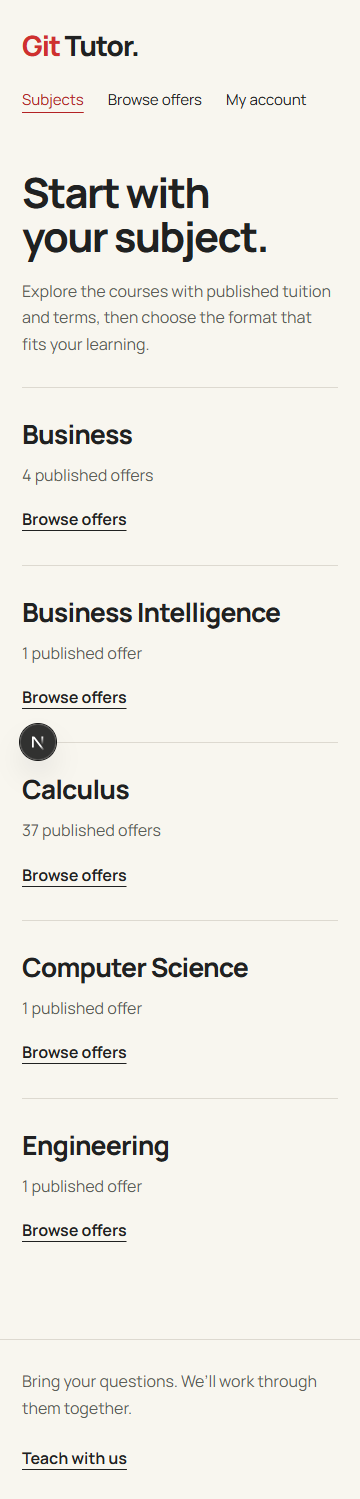 Git Tutor.
Subjects Browse offers My account
Start with
your subject.
Explore the courses with published tuition
and terms, then choose the format that
fits your learning.
Business
4 published offers
Browse offers
Business Intelligence
1 published offer
Browse offers
N
Calculus
37 published offers
Browse offers
Computer Science
1 published offer
Browse offers
Engineering
1 published offer
Browse offers
Bring your questions. We’ll work through
them together.
Teach with us